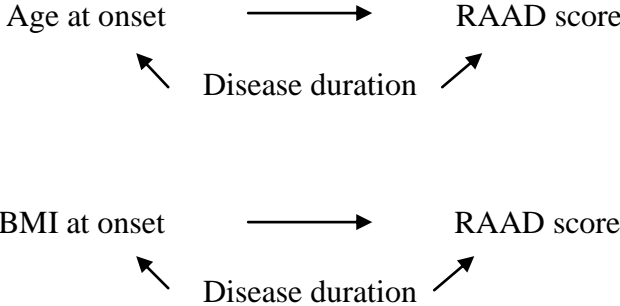 Age at onset RAAD score
Disease duration
BMI at onset RAAD score
Disease duration